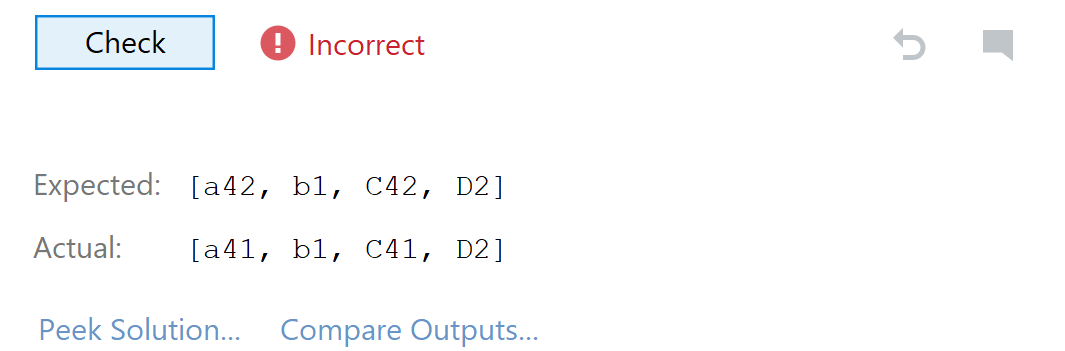 Check Incorrect
Expected: [a42, b1, C42, D2]
Actual: [a41, b1, C41, D2]
Peek Solution... Compare Outputs...